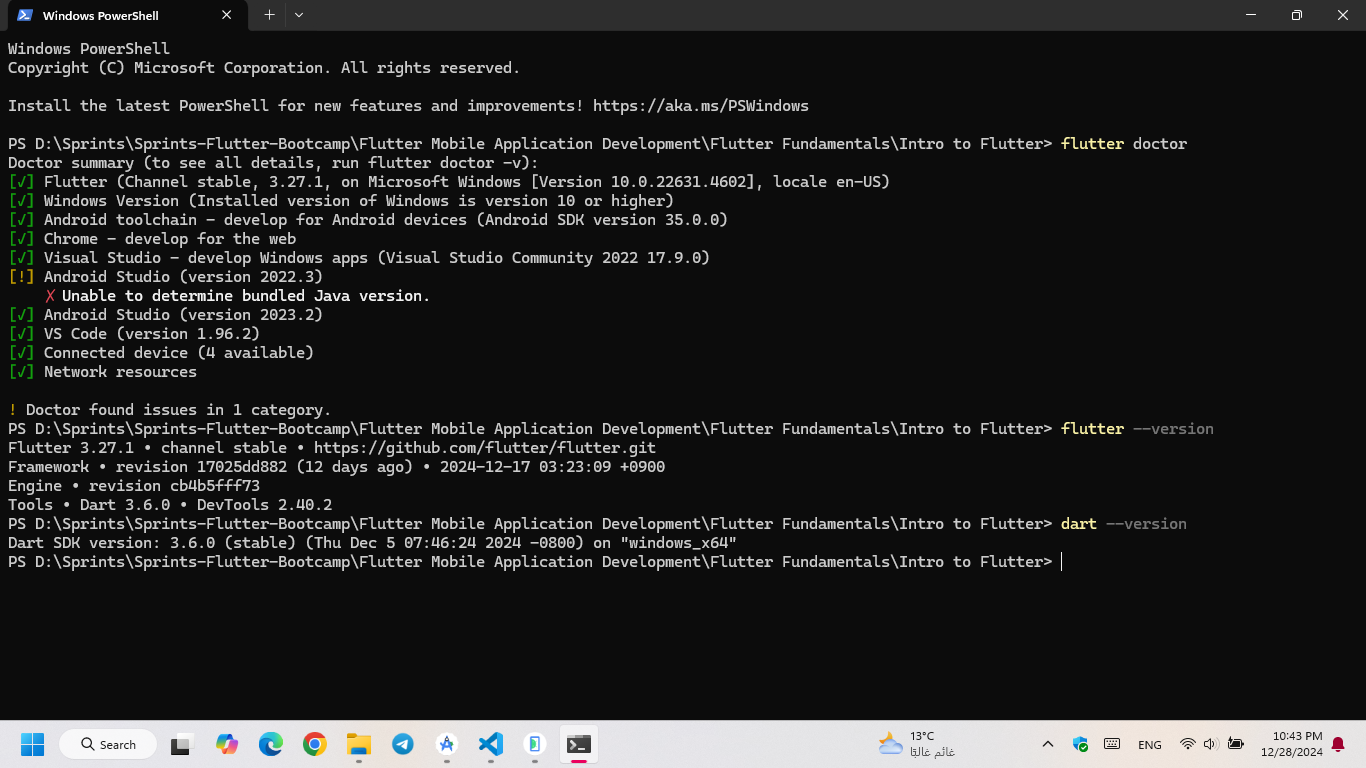 Windows PowerShell
Windows PowerShell
Copyright (C) Microsoft Corporation. All rights reserved.
Install the latest PowerShell for new features and improvements! https://aka.ms/PSWindows
PS D:\Sprints\Sprints-Flutter-Bootcamp\Flutter Mobile Application Development\Flutter Fundamentals\Intro to Flutter> flutter doctor
Doctor summary (to see all details, run flutter doctor -v):
[√] Flutter (Channel stable, 3.27.1, on Microsoft Windows [Version 10.0.22631.4602], locale en-US)
[√] Windows Version (Installed version of Windows is version 10 or higher)
[√] Android toolchain - develop for Android devices (Android SDK version 35.0.0)
[√] Chrome - develop for the web
[√] Visual Studio - develop Windows apps (Visual Studio Community 2022 17.9.0)
[!] Android Studio (version 2022.3)
X Unable to determine bundled Java version.
[√] Android Studio (version 2023.2)
[√] VS Code (version 1.96.2)
[√] Connected device (4 available)
[√] Network resources
! Doctor found issues in 1 category.
PS D:\Sprints\Sprints-Flutter-Bootcamp\Flutter Mobile Application Development\Flutter Fundamentals\Intro to Flutter> flutter --version
Flutter 3.27.1 • channel stable • https://github.com/flutter/flutter.git
Framework • revision 17025dd882 (12 days ago) • 2024-12-17 03:23:09 +0900
Engine • revision cb4b5fff73
Tools • Dart 3.6.0 • DevTools 2.40.2
PS D:\Sprints\Sprints-Flutter-Bootcamp\Flutter Mobile Application Development\Flutter Fundamentals\Intro to Flutter> dart --version
Dart SDK version: 3.6.0 (stable) (Thu Dec 5 07:46:24 2024 -0800) on "windows_x64"
PS D:\Sprints\Sprints-Flutter-Bootcamp\Flutter Mobile Application Development\Flutter Fundamentals\Intro to Flutter>
Search
13°C
غائم غالبًا
ENG
10:43 PM
12/28/2024